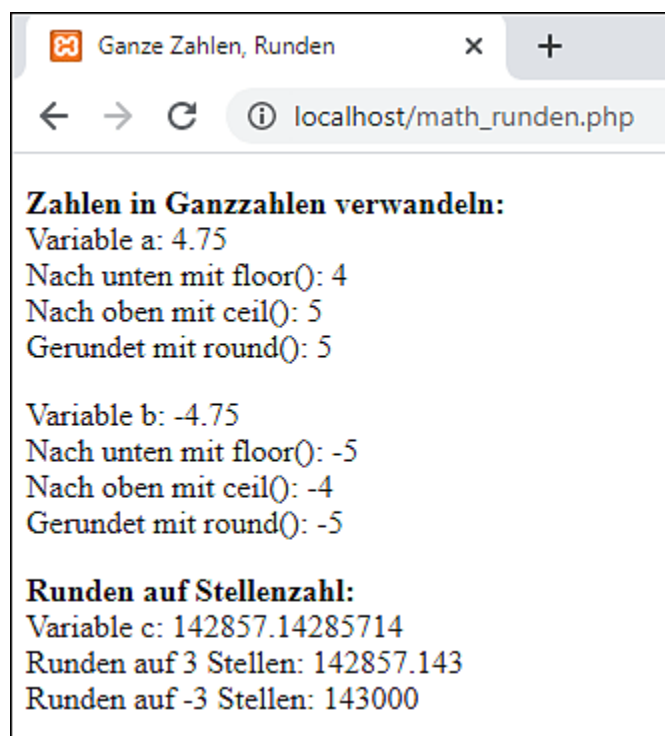 Ganze Zahlen, Runden
localhost/math_runden.php
Zahlen in Ganzzahlen verwandeln:
Variable a: 4.75
Nach unten mit floor(): 4
Nach oben mit ceil(): 5
Gerundet mit round(): 5
Variable b: -4.75
Nach unten mit floor(): -5
Nach oben mit ceil(): -4
Gerundet mit round(): -5
Runden auf Stellenzahl:
Variable c: 142857.14285714
Runden auf 3 Stellen: 142857.143
Runden auf -3 Stellen: 143000